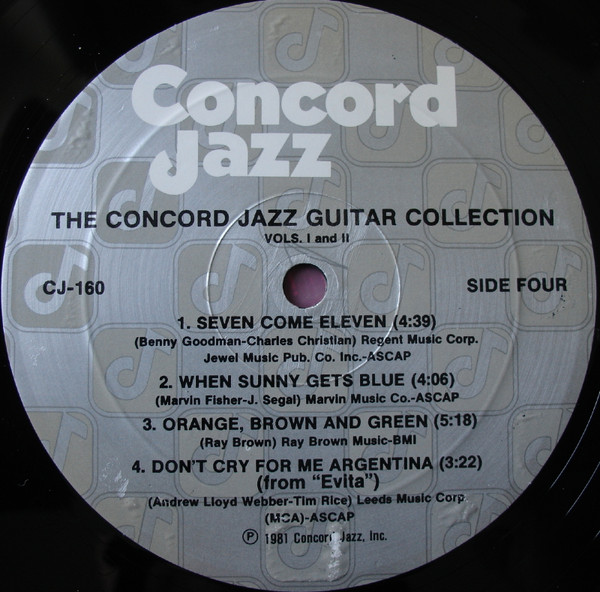 Concord
Jazz
THE CONCORD JAZZ GUITAR COLLECTION
VOLS. I and II
CJ-160
SIDE FOUR
1. SEVEN COME ELEVEN (4:39)
(Benny Goodman-Charles Christian) Regent Music Corp.
Jewel Music Pub. Co. Inc.-ASCAP
2. WHEN SUNNY GETS BLUE (4:06)
(Marvin Fisher-J. Segal) Marvin Music Co.-ASCAP
3. ORANGE, BROWN AND GREEN (5:18)
(Ray Brown) Ray Brown Music-BMI
4. DON'T CRY FOR ME ARGENTINA (3:22)
(from "Evita")
(Andrew Lloyd Webber-Tim Rice) Leeds Music Corp.
(MCA)-ASCAP
℗ 1981 Concord Jazz, Inc.